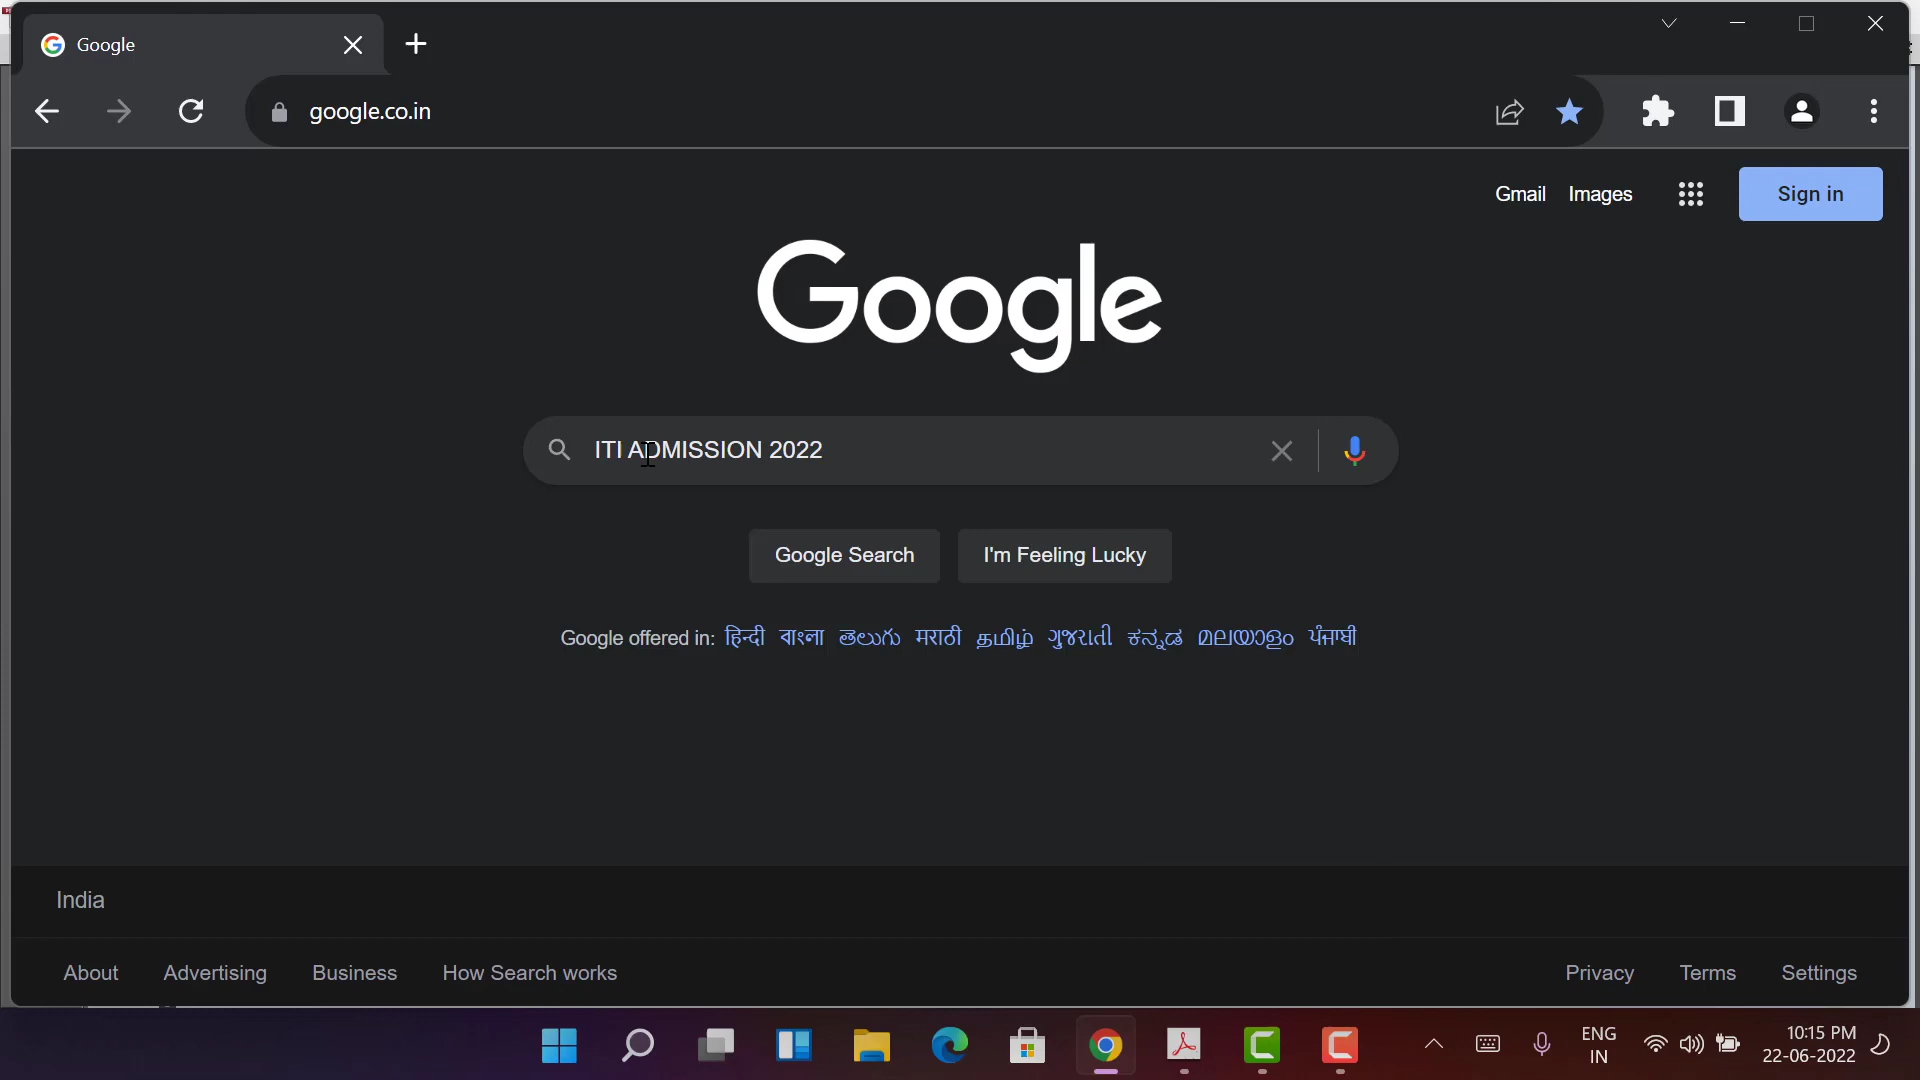 Google
google.co.in
Gmail Images Sign in
Google
ITI ADMISSION 2022
Google Search I'm Feeling Lucky
Google offered in: हिन्दी বাংলা తెలుగు मराठी தமிழ் ગુજરાતી ಕನ್ನಡ മലയാളം ਪੰਜਾਬੀ
India
About Advertising Business How Search works Privacy Terms Settings
ENG 10:15 PM
IN 22-06-2022